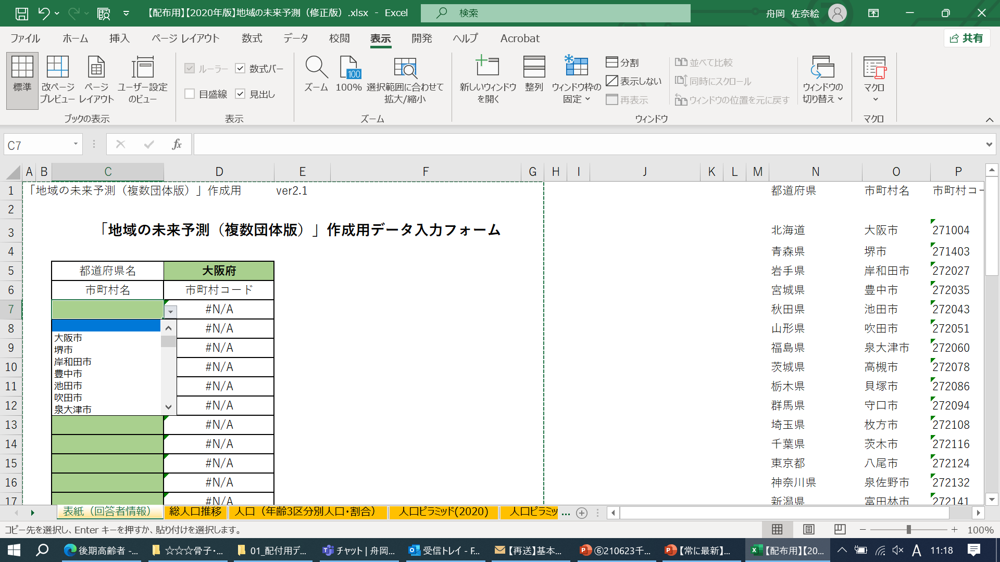 【配布用】【2020年版】地域の未来予測（修正版）.xlsx - Excel
検索
舟岡 佐奈絵
ファイル ホーム 挿入 ページ レイアウト 数式 データ 校閲 表示 開発 ヘルプ Acrobat
共有
標準
改ページ プレビュー
ページ レイアウト
ユーザー設定 のビュー
ブックの表示
ルーラー
数式バー
目盛線
見出し
表示
ズーム
100
100%
選択範囲に合わせて 拡大/縮小
ズーム
新しいウィンドウ を開く
整列
ウィンドウ枠の 固定
分割
表示しない
再表示
並べて比較
同時にスクロール
ウィンドウの位置を元に戻す
ウィンドウの 切り替え
ウィンドウ
マクロ
マクロ
C7
fx
A B C D E F G H I J K L M N O P
1 「地域の未来予測（複数団体版）」作成用 ver2.1 都道府県 市町村名 市町村コー
2
3 「地域の未来予測（複数団体版）」作成用データ入力フォーム 北海道 大阪市 271004
4 青森県 堺市 271403
5 都道府県名 大阪府 岩手県 岸和田市 272027
6 市町村名 市町村コード 宮城県 豊中市 272035
7 #N/A 秋田県 池田市 272043
8 #N/A 山形県 吹田市 272051
大阪市
堺市
9 #N/A 福島県 泉大津市 272060
岸和田市
10 #N/A 茨城県 高槻市 272078
豊中市
池田市
11 #N/A 栃木県 貝塚市 272086
吹田市
12 #N/A 群馬県 守口市 272094
泉大津市
13 #N/A 埼玉県 枚方市 272108
14 #N/A 千葉県 茨木市 272116
15 #N/A 東京都 八尾市 272124
16 #N/A 神奈川県 泉佐野市 272132
17 #N/A 新潟県 富田林市 272141
表紙（回答者情報） 総人口推移 人口（年齢3区分別人口・割合） 人口ピラミッド(2020) 人口ピラミッ ...
コピー先を選択し、Enter キーを押すか、貼り付けを選択します。
100%
後期高齢者 -... ☆☆☆骨子・... 01_配付用デ... チャット | 舟岡... 受信トレイ - F... 【再送】基本... ⑥210623千... 【常に最新】... 【配布用】【20...
A 11:18